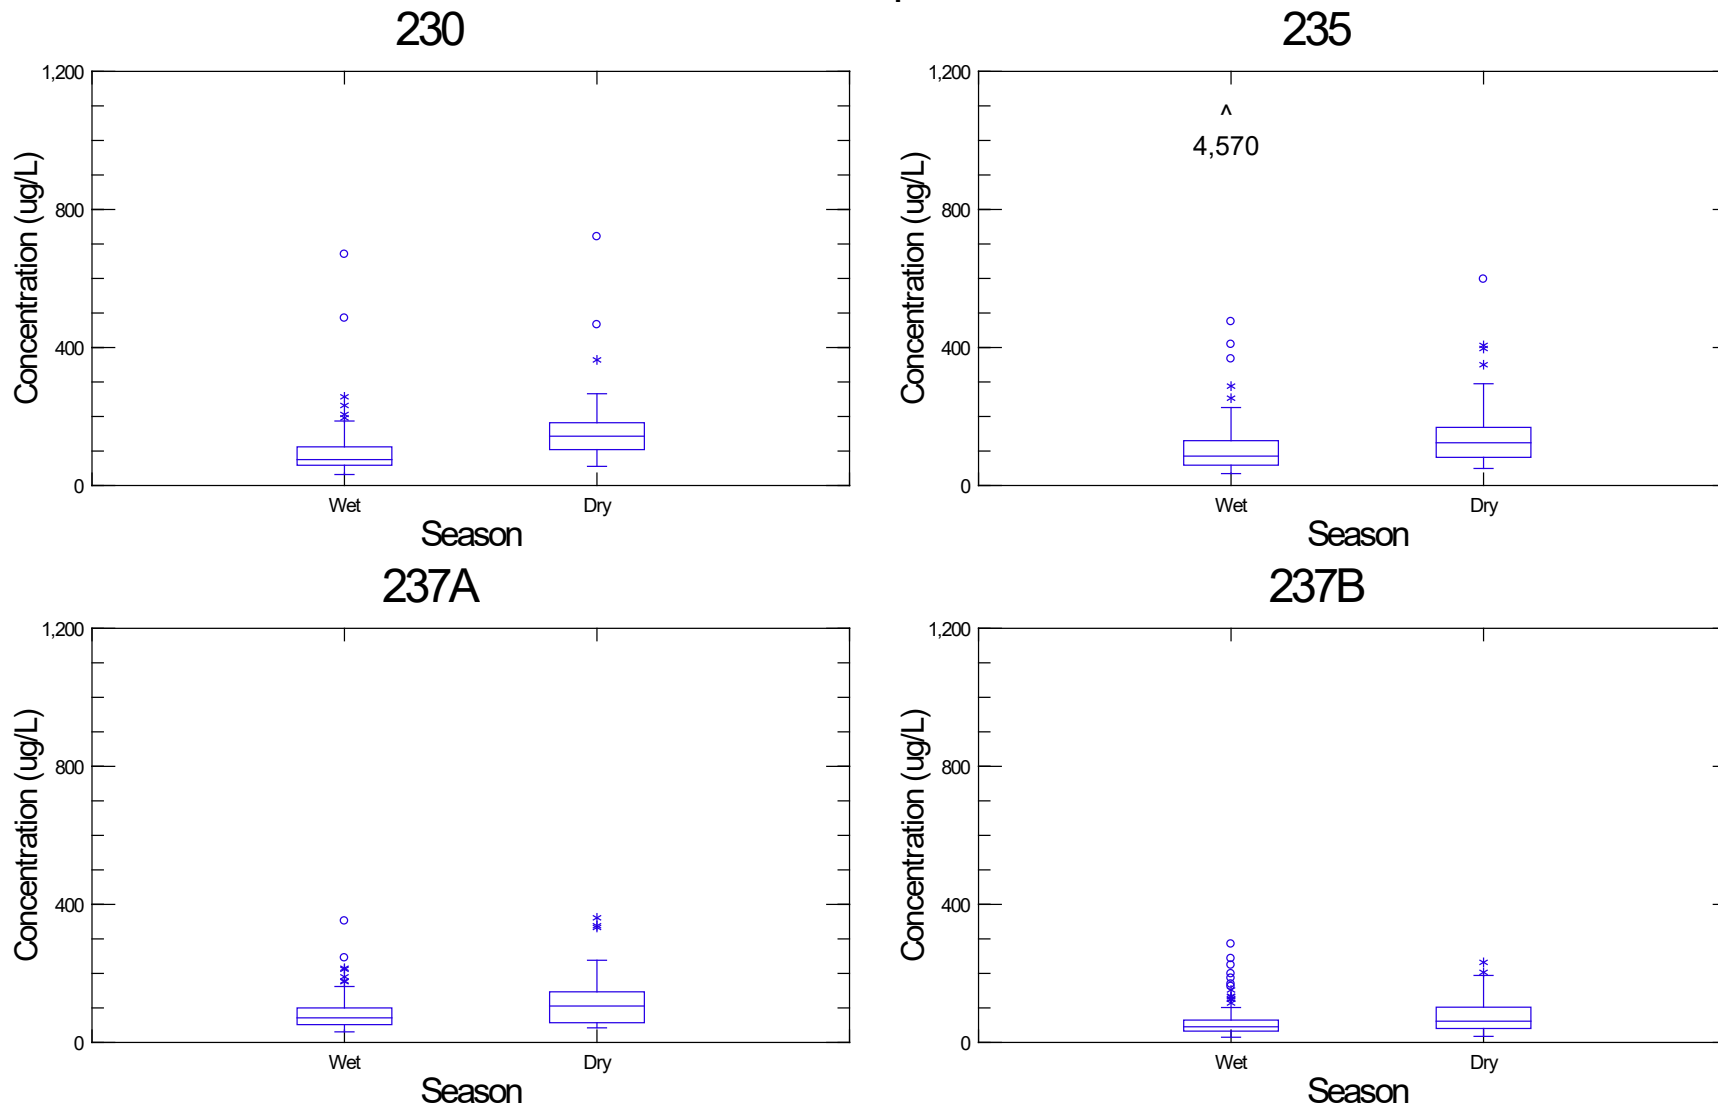 230
1,200
800
400
0
Concentration (ug/L)
Wet
Dry
Season
235
1,200
800
400
0
Concentration (ug/L)
^
4,570
Wet
Dry
Season
237A
1,200
800
400
0
Concentration (ug/L)
Wet
Dry
Season
237B
1,200
800
400
0
Concentration (ug/L)
Wet
Dry
Season